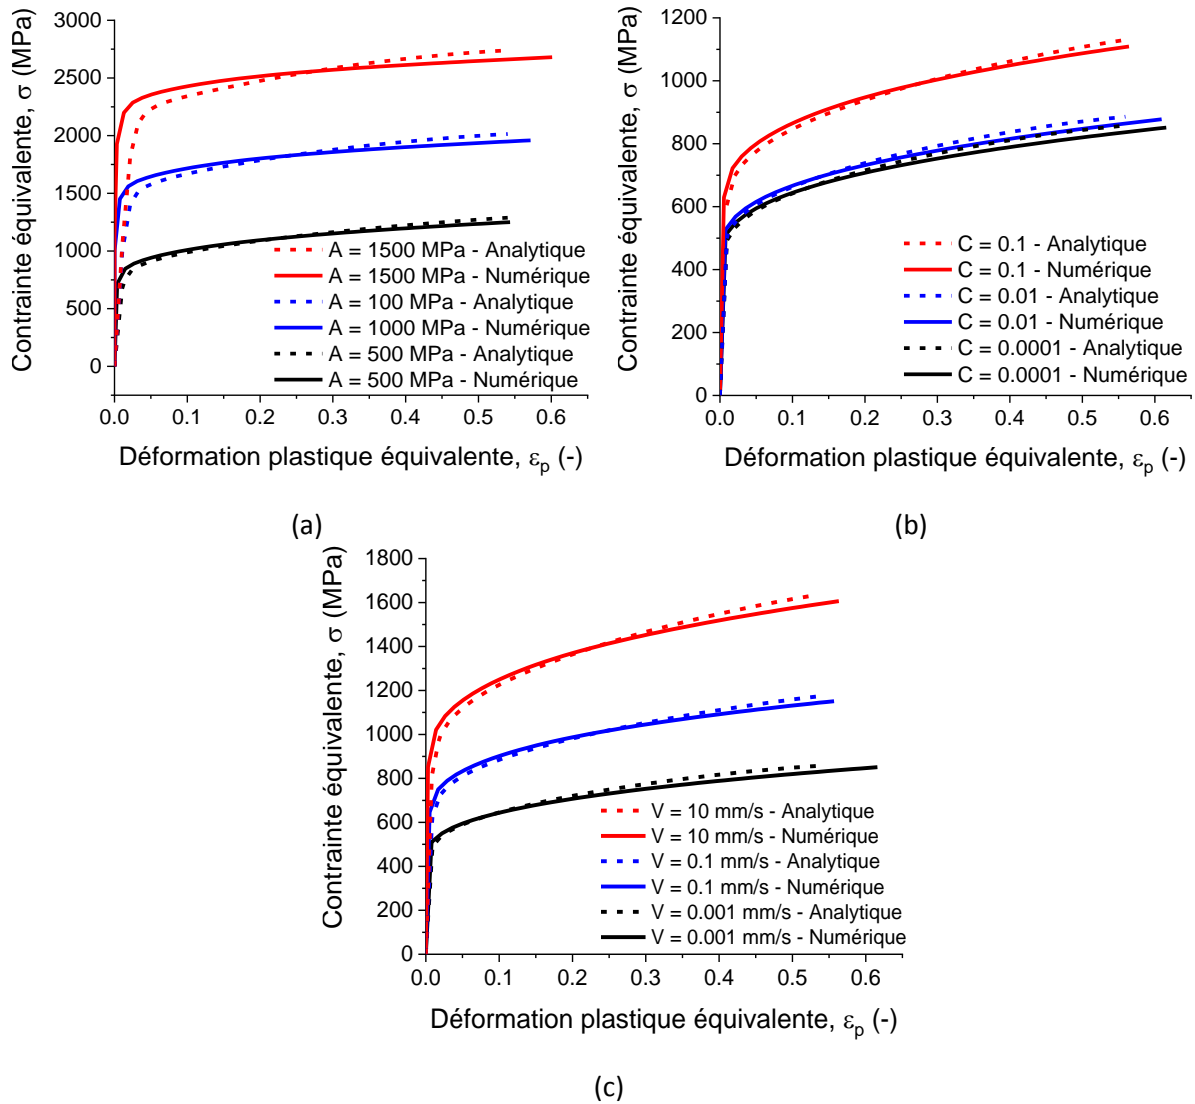 3000
2500
2000
1500
1000
500
0
Contrainte équivalente, σ (MPa)
A = 1500 MPa - Analytique
A = 1500 MPa - Numérique
A = 100 MPa - Analytique
A = 1000 MPa - Numérique
A = 500 MPa - Analytique
A = 500 MPa - Numérique
0.0 0.1 0.2 0.3 0.4 0.5 0.6
Déformation plastique équivalente, εp (-)
(a)
1200
1000
800
600
400
200
0
Contrainte équivalente, σ (MPa)
C = 0.1 - Analytique
C = 0.1 - Numérique
C = 0.01 - Analytique
C = 0.01 - Numérique
C = 0.0001 - Analytique
C = 0.0001 - Numérique
0.0 0.1 0.2 0.3 0.4 0.5 0.6
Déformation plastique équivalente, εp (-)
(b)
1800
1600
1400
1200
1000
800
600
400
200
0
Contrainte équivalente, σ (MPa)
V = 10 mm/s - Analytique
V = 10 mm/s - Numérique
V = 0.1 mm/s - Analytique
V = 0.1 mm/s - Numérique
V = 0.001 mm/s - Analytique
V = 0.001 mm/s - Numérique
0.0 0.1 0.2 0.3 0.4 0.5 0.6
Déformation plastique équivalente, εp (-)
(c)